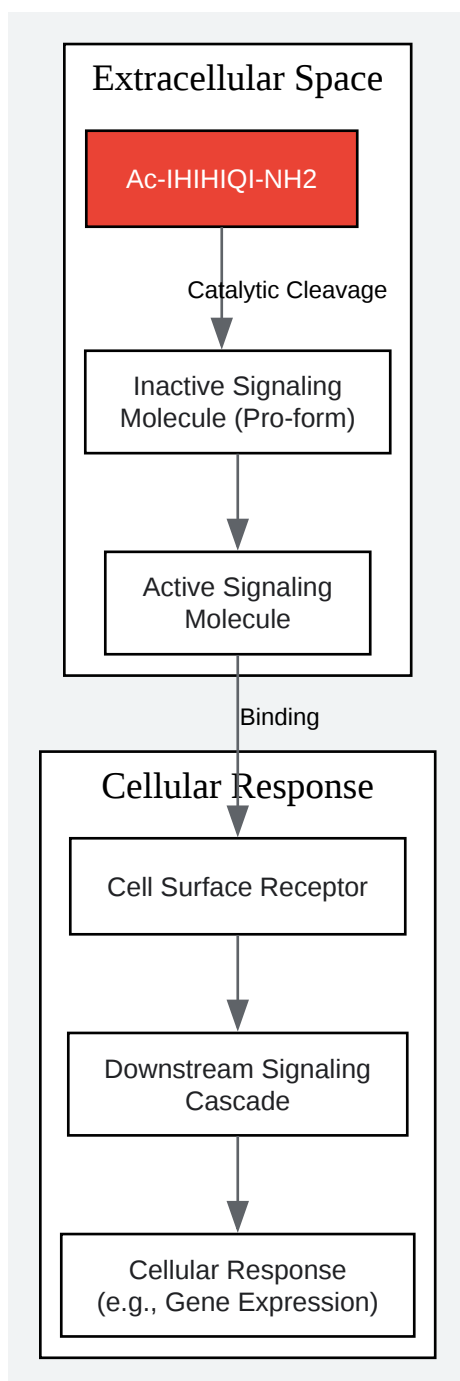 Extracellular Space
Ac-IHIHIQI-NH2
Catalytic Cleavage
Inactive Signaling
Molecule (Pro-form)
Active Signaling
Molecule
Binding
Cellular Response
Cell Surface Receptor
Downstream Signaling
Cascade
Cellular Response
(e.g., Gene Expression)